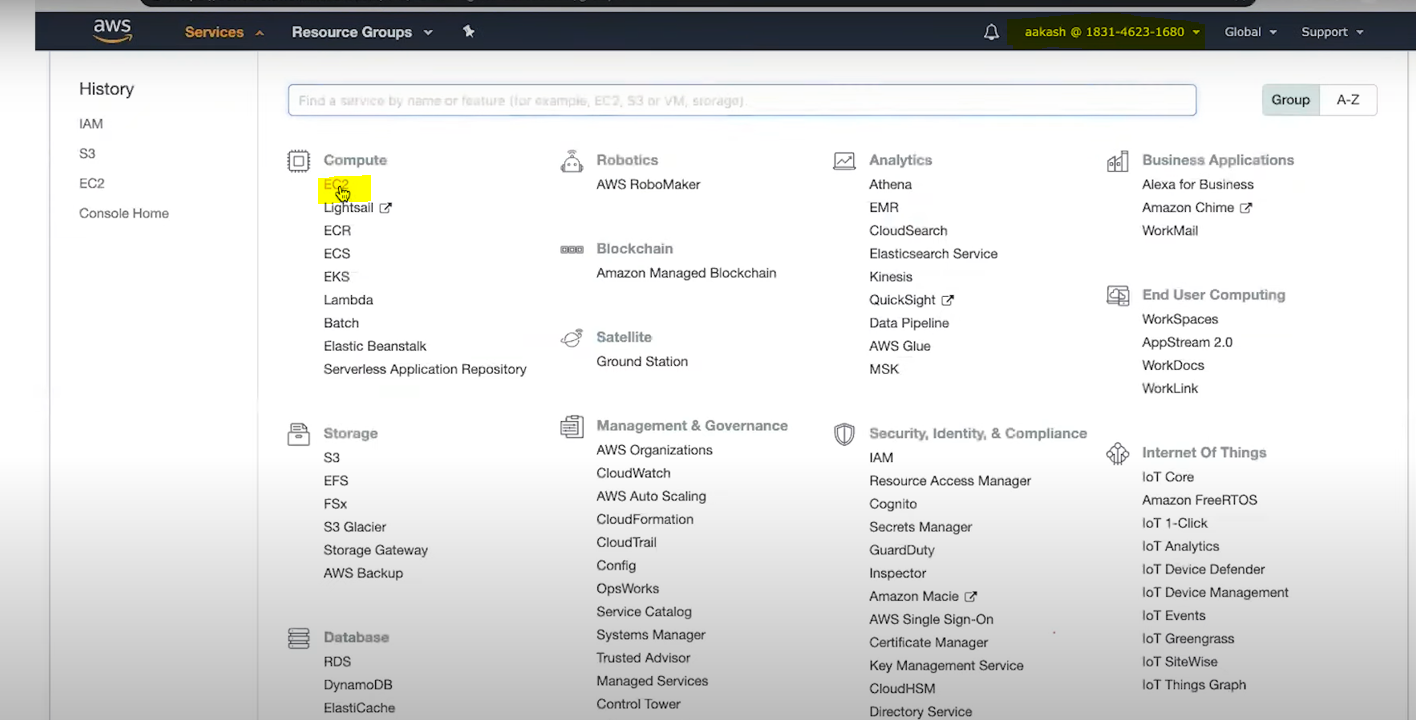 aws
Services
Resource Groups
aakash @ 1831-4623-1680
Global
Support
History
IAM
S3
EC2
Console Home
Find a service by name or feature (for example, EC2, S3 or VM, storage).
Group
A-Z
Compute
EC2
Lightsail
ECR
ECS
EKS
Lambda
Batch
Elastic Beanstalk
Serverless Application Repository
Storage
S3
EFS
FSx
S3 Glacier
Storage Gateway
AWS Backup
Database
RDS
DynamoDB
ElastiCache
Robotics
AWS RoboMaker
Blockchain
Amazon Managed Blockchain
Satellite
Ground Station
Management & Governance
AWS Organizations
CloudWatch
AWS Auto Scaling
CloudFormation
CloudTrail
Config
OpsWorks
Service Catalog
Systems Manager
Trusted Advisor
Managed Services
Control Tower
Analytics
Athena
EMR
CloudSearch
Elasticsearch Service
Kinesis
QuickSight
Data Pipeline
AWS Glue
MSK
Security, Identity, & Compliance
IAM
Resource Access Manager
Cognito
Secrets Manager
GuardDuty
Inspector
Amazon Macie
AWS Single Sign-On
Certificate Manager
Key Management Service
CloudHSM
Directory Service
Business Applications
Alexa for Business
Amazon Chime
WorkMail
End User Computing
WorkSpaces
AppStream 2.0
WorkDocs
WorkLink
Internet Of Things
IoT Core
Amazon FreeRTOS
IoT 1-Click
IoT Analytics
IoT Device Defender
IoT Device Management
IoT Events
IoT Greengrass
IoT SiteWise
IoT Things Graph